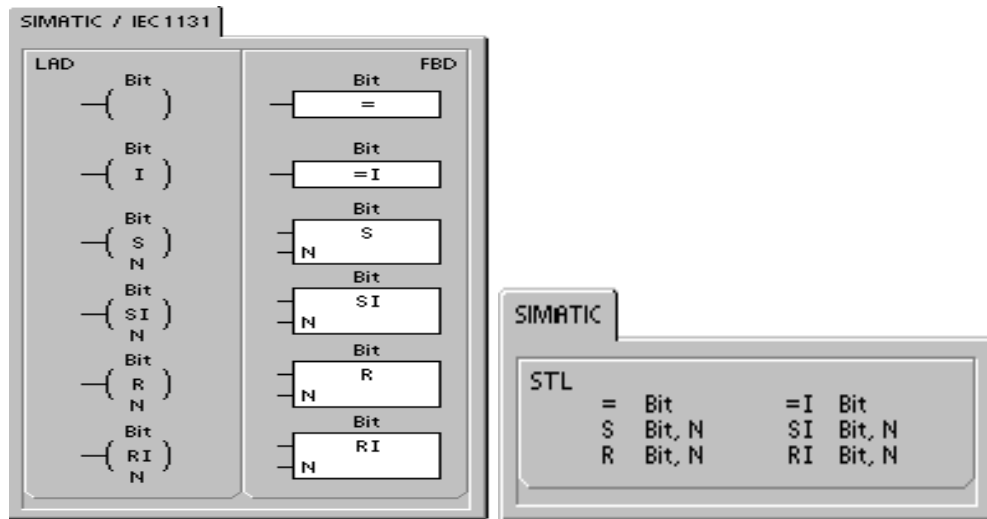 SIMATIC / IEC1131
LAD
Bit
( )
Bit
( I )
Bit
( S )
N
Bit
( SI )
N
Bit
( R )
N
Bit
( RI )
N
FBD
Bit
=
Bit
=I
Bit
S
N
Bit
SI
N
Bit
R
N
Bit
RI
N
SIMATIC
STL
= Bit =I Bit
S Bit, N SI Bit, N
R Bit, N RI Bit, N